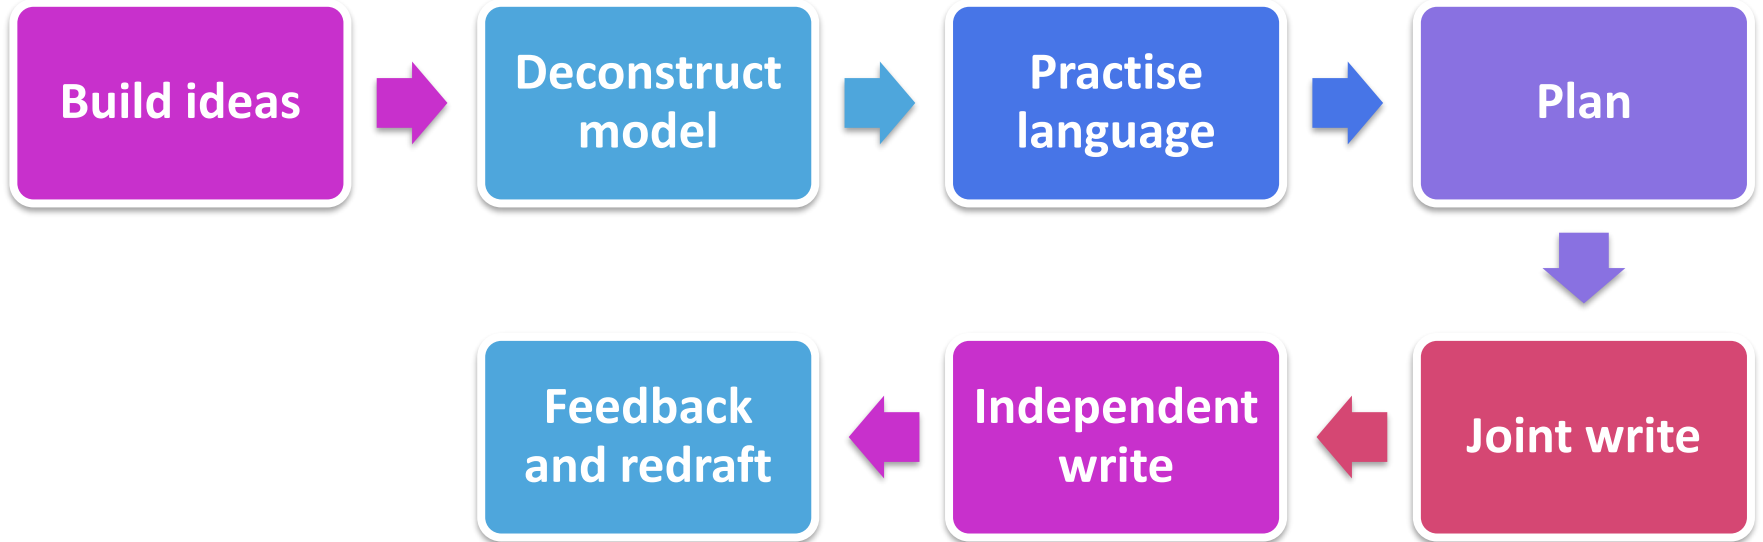 Build ideas
Deconstruct
model
Practise
language
Plan
Joint write
Independent
write
Feedback
and redraft